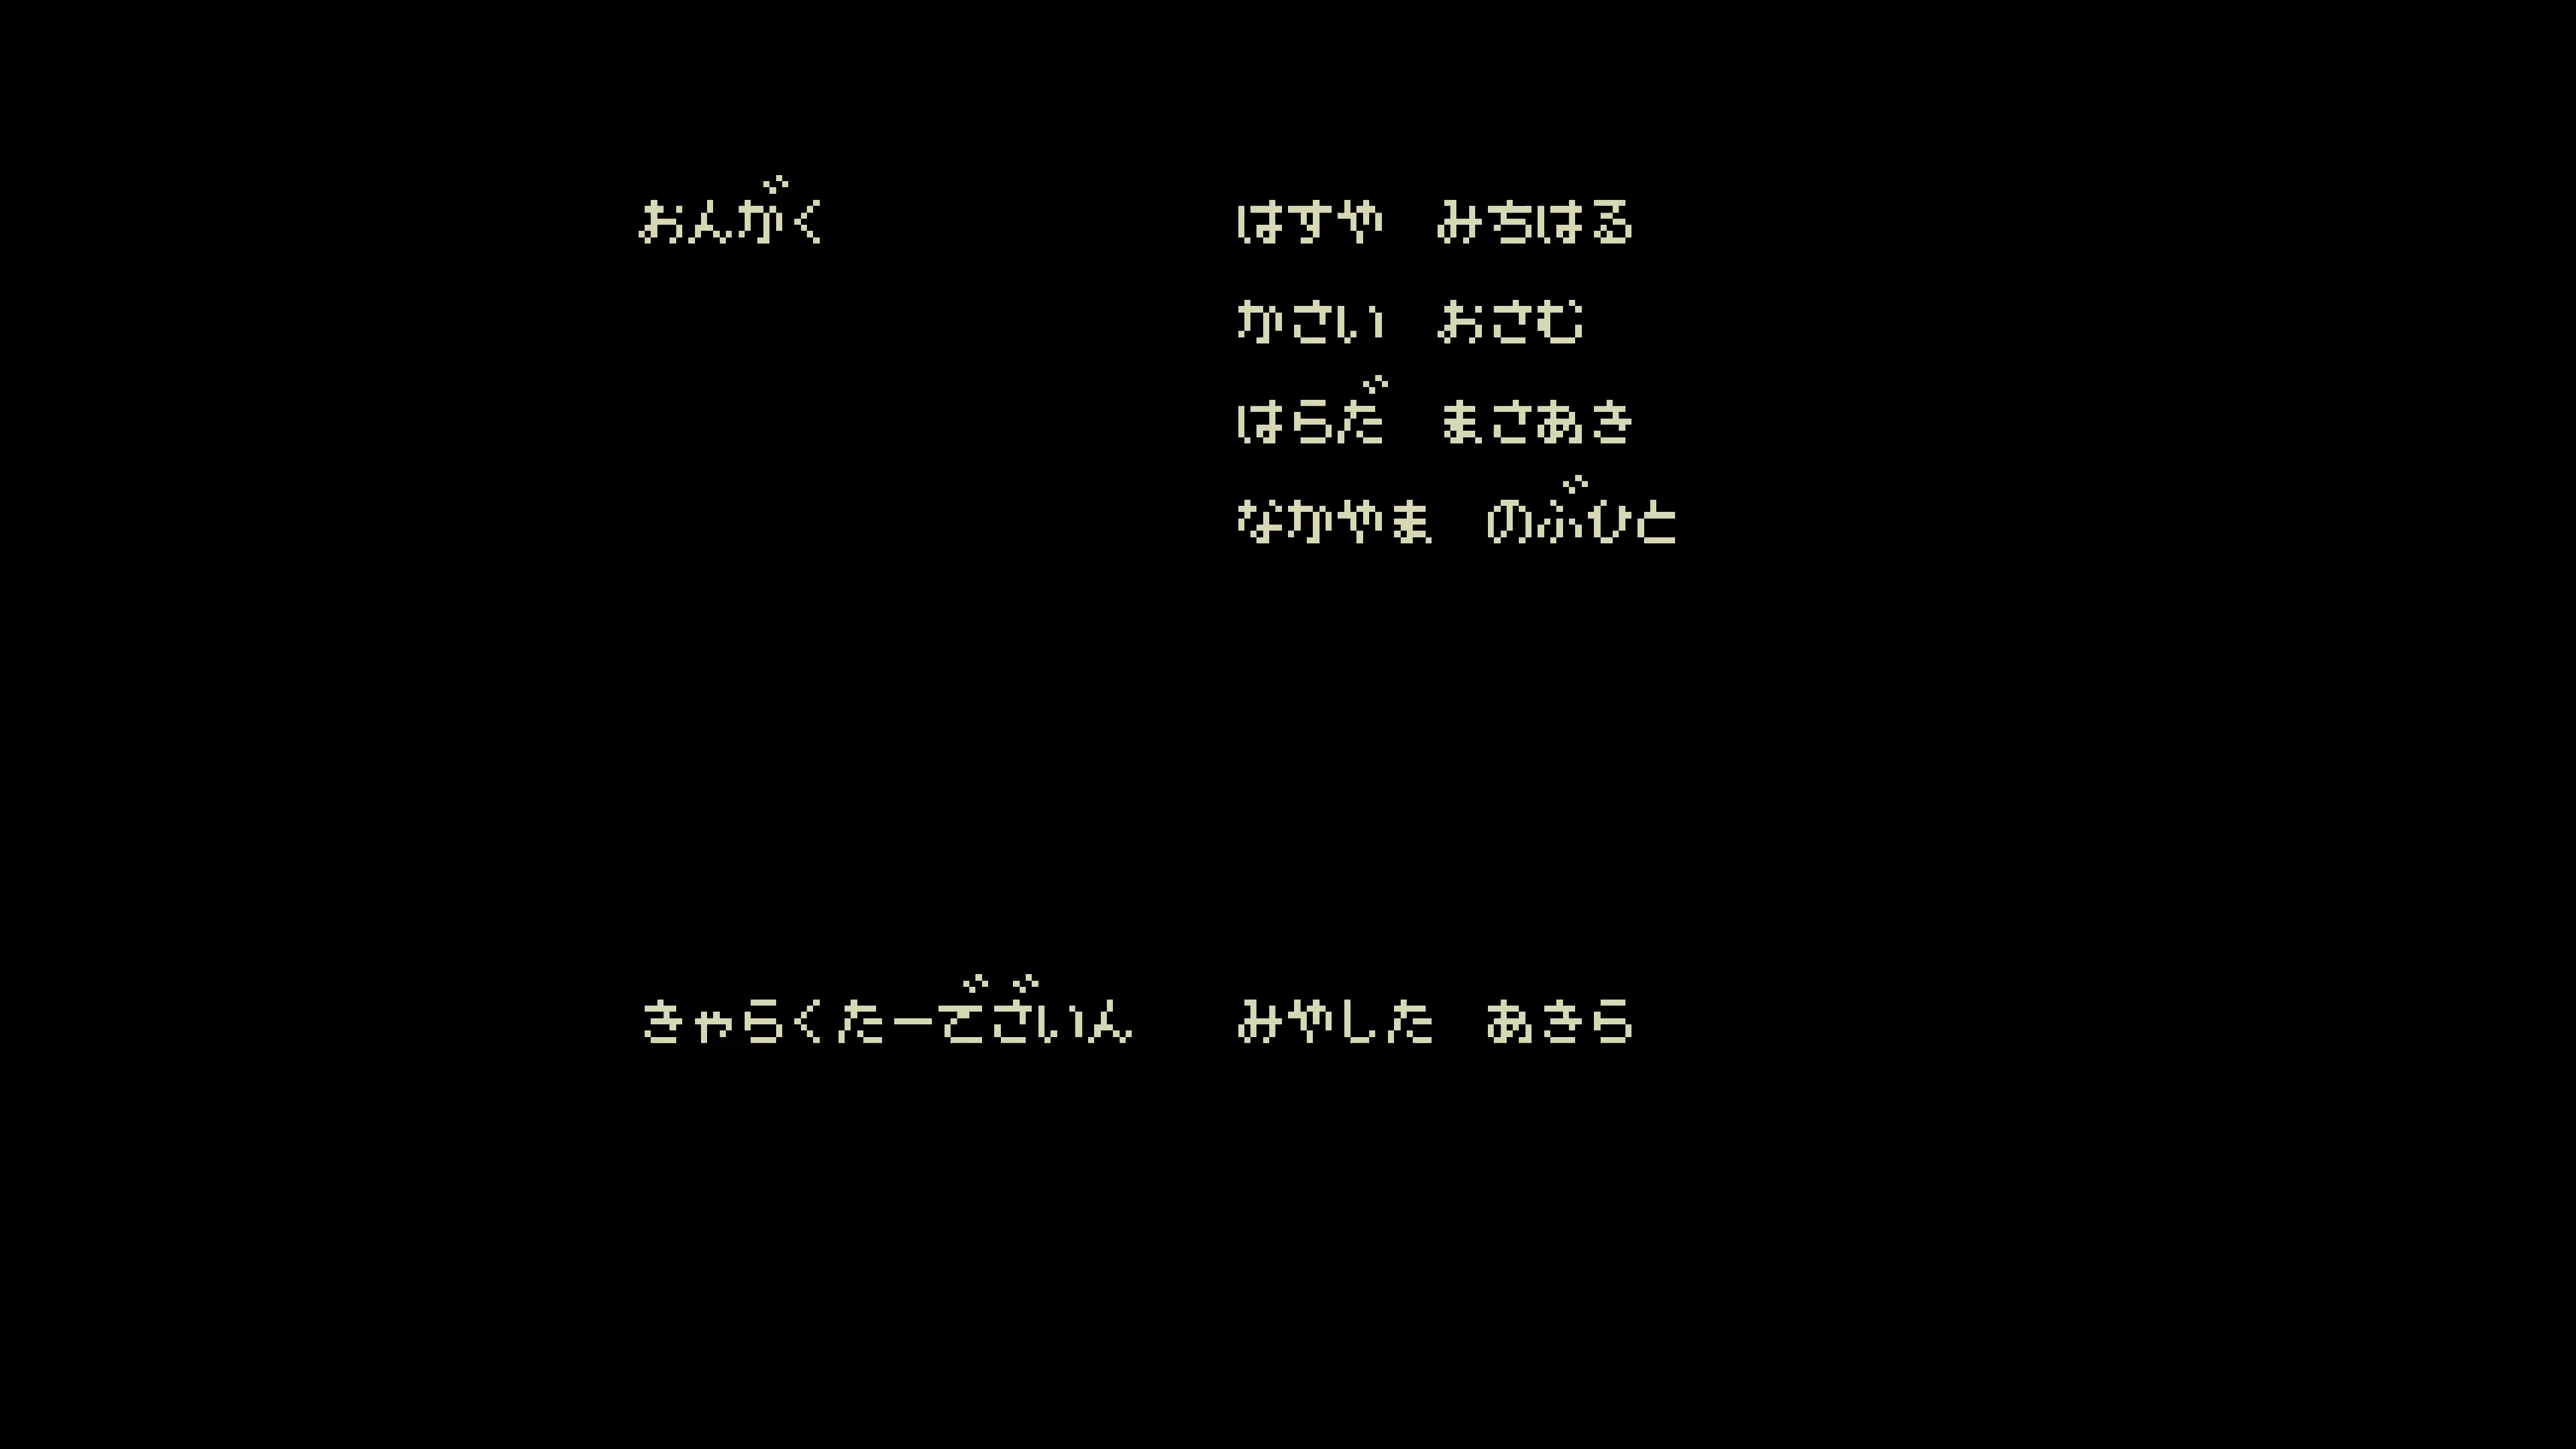 おんがく はすや みちはる
かさい おさむ
はらだ まさあき
なかやま のぶひと
きゃらくたーでざいん みやした あきら